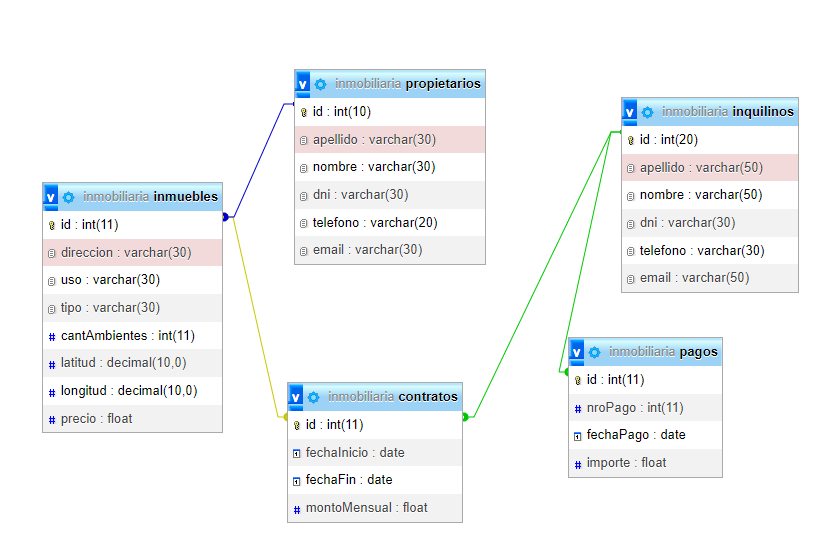 inmobiliaria propietarios
id : int(10)
apellido : varchar(30)
nombre : varchar(30)
dni : varchar(30)
telefono : varchar(20)
email : varchar(30)
inmobiliaria inquilinos
id : int(20)
apellido : varchar(50)
nombre : varchar(50)
dni : varchar(30)
telefono : varchar(30)
email : varchar(50)
inmobiliaria inmuebles
id : int(11)
direccion : varchar(30)
uso : varchar(30)
tipo : varchar(30)
cantAmbientes : int(11)
latitud : decimal(10,0)
longitud : decimal(10,0)
precio : float
inmobiliaria contratos
id : int(11)
fechaInicio : date
fechaFin : date
montoMensual : float
inmobiliaria pagos
id : int(11)
nroPago : int(11)
fechaPago : date
importe : float